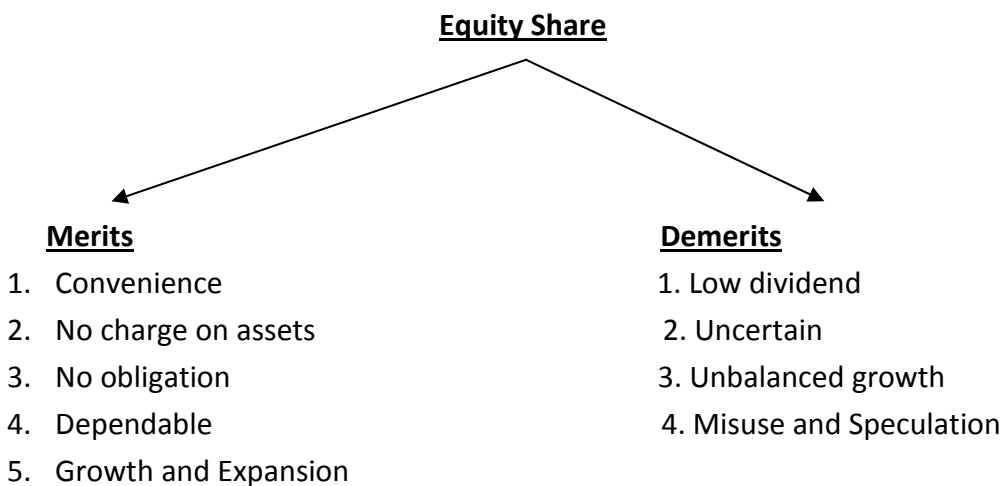 Equity Share
Merits
1. Convenience
2. No charge on assets
3. No obligation
4. Dependable
5. Growth and Expansion
Demerits
1. Low dividend
2. Uncertain
3. Unbalanced growth
4. Misuse and Speculation